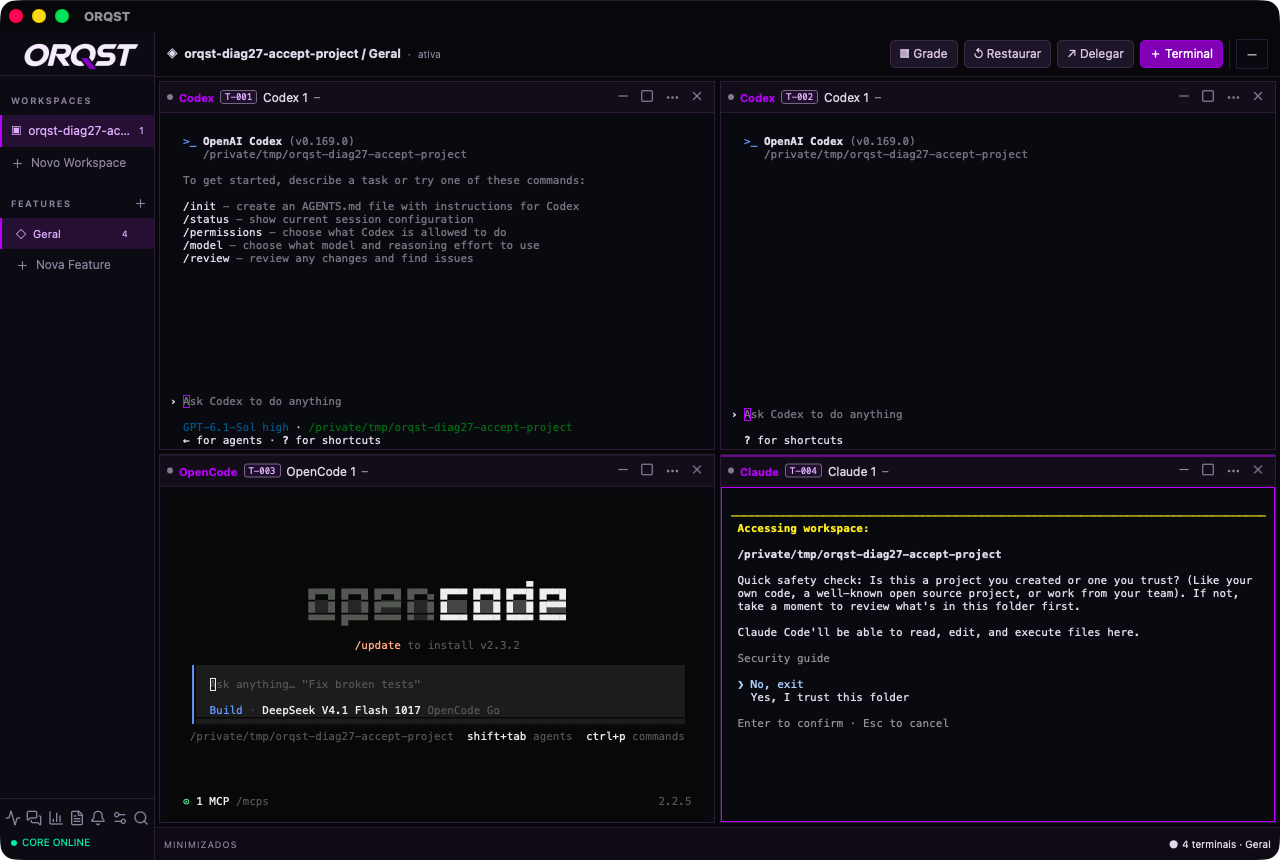 ORQST
ORQST
WORKSPACES
orqst-diag27-ac... 1
+ Novo Workspace
FEATURES +
Geral 4
+ Nova Feature
CORE ONLINE
orqst-diag27-accept-project / Geral · ativa
Grade
Restaurar
Delegar
+ Terminal
Codex T-001 Codex 1 —
>_ OpenAI Codex (v0.169.0)
/private/tmp/orqst-diag27-accept-project
To get started, describe a task or try one of these commands:
/init — create an AGENTS.md file with instructions for Codex
/status — show current session configuration
/permissions — choose what Codex is allowed to do
/model — choose what model and reasoning effort to use
/review — review any changes and find issues
› Ask Codex to do anything
GPT-6.1-Sol high · /private/tmp/orqst-diag27-accept-project
← for agents · ? for shortcuts
Codex T-002 Codex 1 —
>_ OpenAI Codex (v0.169.0)
/private/tmp/orqst-diag27-accept-project
› Ask Codex to do anything
? for shortcuts
OpenCode T-003 OpenCode 1 —
opencode
/update to install v2.3.2
Ask anything… "Fix broken tests"
Build · DeepSeek V4.1 Flash 1017 OpenCode Go
/private/tmp/orqst-diag27-accept-project shift+tab agents ctrl+p commands
1 MCP /mcps 2.2.5
Claude T-004 Claude 1 —
Accessing workspace:
/private/tmp/orqst-diag27-accept-project
Quick safety check: Is this a project you created or one you trust? (Like your
own code, a well-known open source project, or work from your team). If not,
take a moment to review what's in this folder first.
Claude Code'll be able to read, edit, and execute files here.
Security guide
❯ No, exit
Yes, I trust this folder
Enter to confirm · Esc to cancel
MINIMIZADOS
4 terminais · Geral